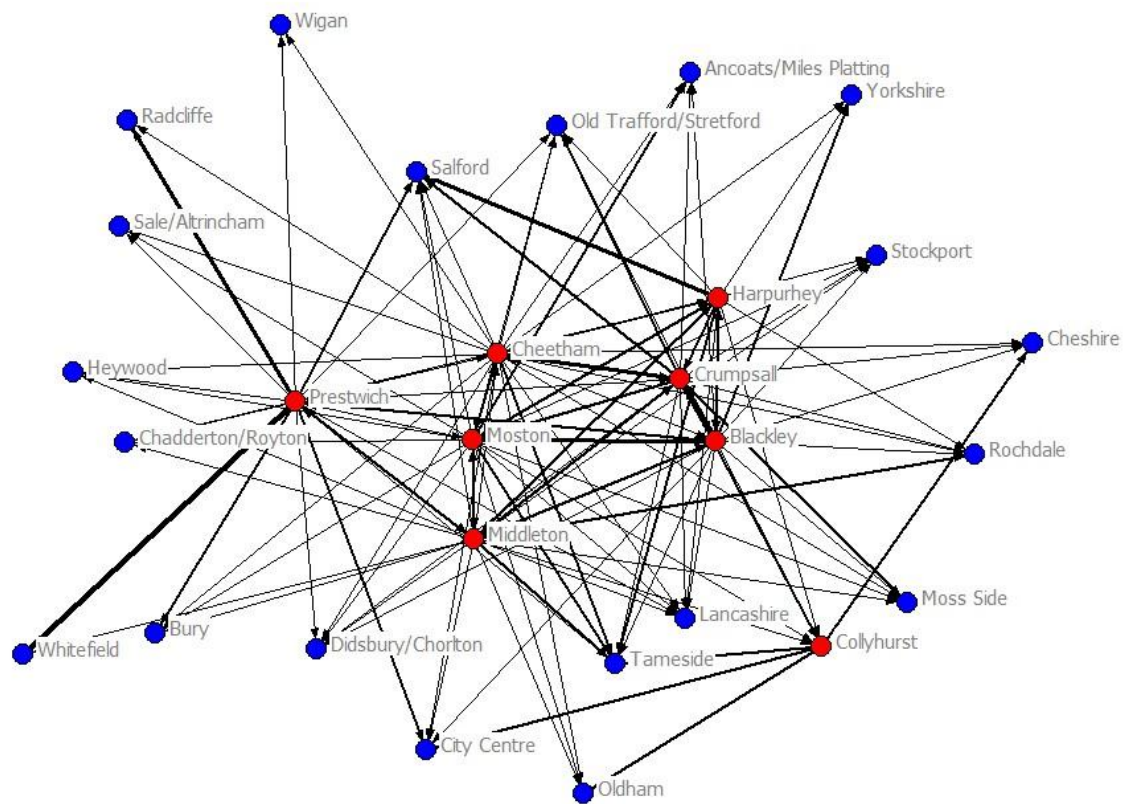 Wigan
Ancoats/Miles Platting
Yorkshire
Radcliffe
Old Trafford/Stretford
Salford
Sale/Altrincham
Stockport
Harpurhey
Cheshire
Cheetham
Heywood
Crumpsall
Prestwich
Chadderton/Royton
Moston
Blackley
Rochdale
Middleton
Moss Side
Lancashire
Bury
Whitefield
Didsbury/Chorlton
Tameside
Collyhurst
City Centre
Oldham